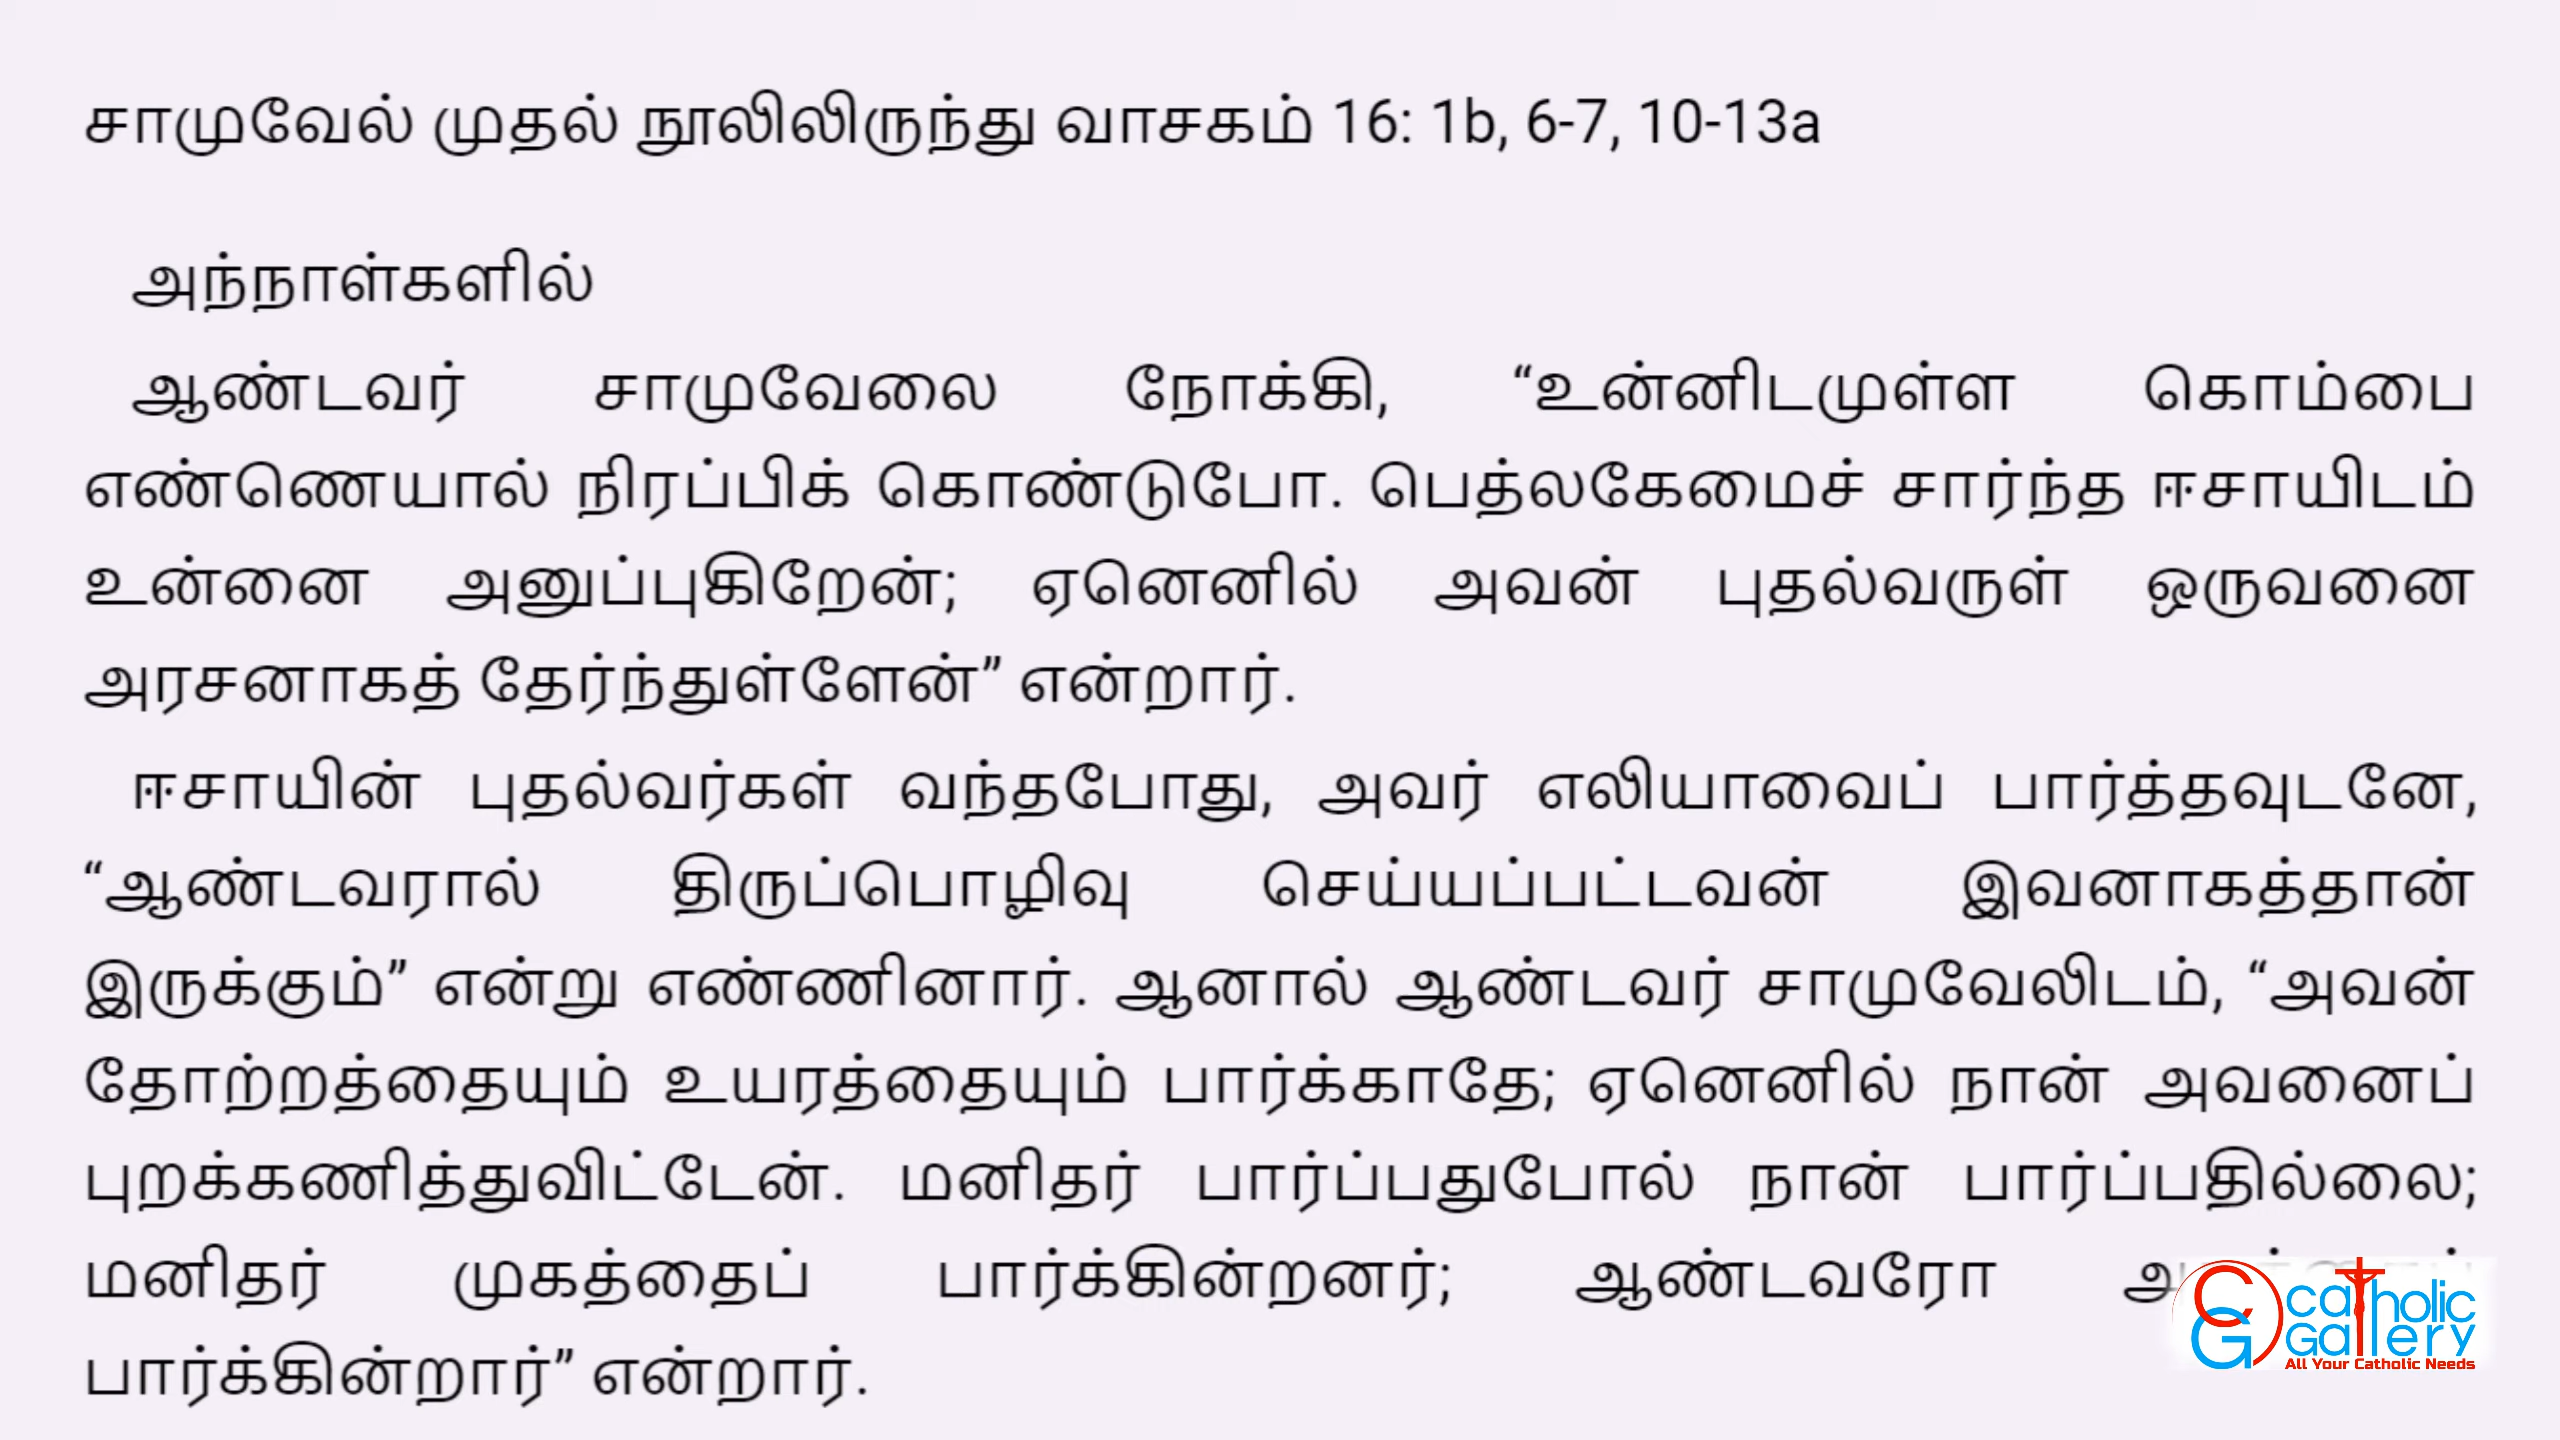 சாமுவேல் முதல் நூலிலிருந்து வாசகம் 16: 1b, 6-7, 10-13a
அந்நாள்களில்
ஆண்டவர் சாமுவேலை நோக்கி, “உன்னிடமுள்ள கொம்பை
எண்ணெயால் நிரப்பிக் கொண்டுபோ. பெத்லகேமைச் சார்ந்த ஈசாயிடம்
உன்னை அனுப்புகிறேன்; ஏனெனில் அவன் புதல்வருள் ஒருவனை
அரசனாகத் தேர்ந்துள்ளேன்” என்றார்.
ஈசாயின் புதல்வர்கள் வந்தபோது, அவர் எலியாவைப் பார்த்தவுடனே,
“ஆண்டவரால் திருப்பொழிவு செய்யப்பட்டவன் இவனாகத்தான்
இருக்கும்” என்று எண்ணினார். ஆனால் ஆண்டவர் சாமுவேலிடம், “அவன்
தோற்றத்தையும் உயரத்தையும் பார்க்காதே; ஏனெனில் நான் அவனைப்
புறக்கணித்துவிட்டேன். மனிதர் பார்ப்பதுபோல் நான் பார்ப்பதில்லை;
மனிதர் முகத்தைப் பார்க்கின்றனர்; ஆண்டவரோ
பார்க்கின்றார்” என்றார்.
CG catholic
Gallery
All Your Catholic Needs